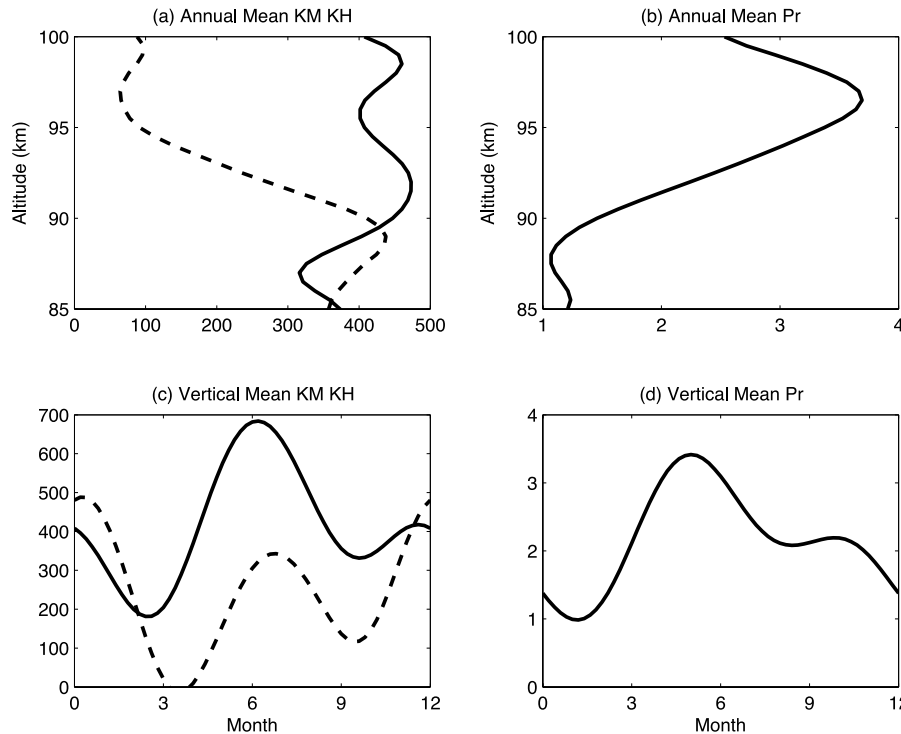 (a) Annual Mean KM KH
100
95
90
85
Altitude (km)
0 100 200 300 400 500
(b) Annual Mean Pr
100
95
90
85
Altitude (km)
1 2 3 4
(c) Vertical Mean KM KH
700
600
500
400
300
200
100
0
0 3 6 9 12
Month
(d) Vertical Mean Pr
4
3
2
1
0
0 3 6 9 12
Month